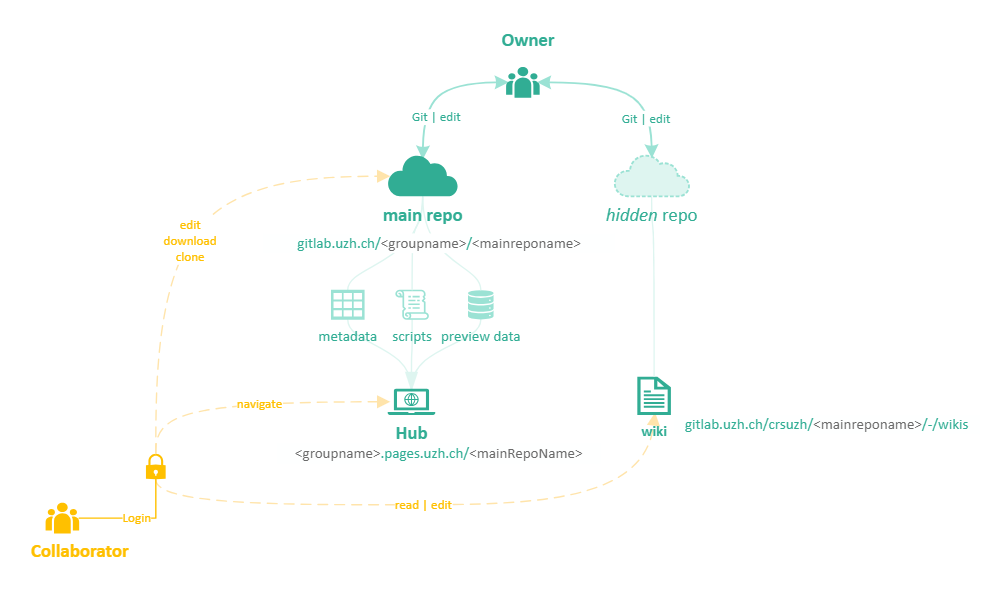 Owner
Git | edit
Git | edit
main repo
hidden repo
gitlab.uzh.ch/<groupname>/<mainreponame>
edit
download
clone
metadata
scripts
preview data
navigate
Hub
wiki
gitlab.uzh.ch/crsuzh/<mainreponame>/-/wikis
<groupname>.pages.uzh.ch/<mainRepoName>
read | edit
Login
Collaborator